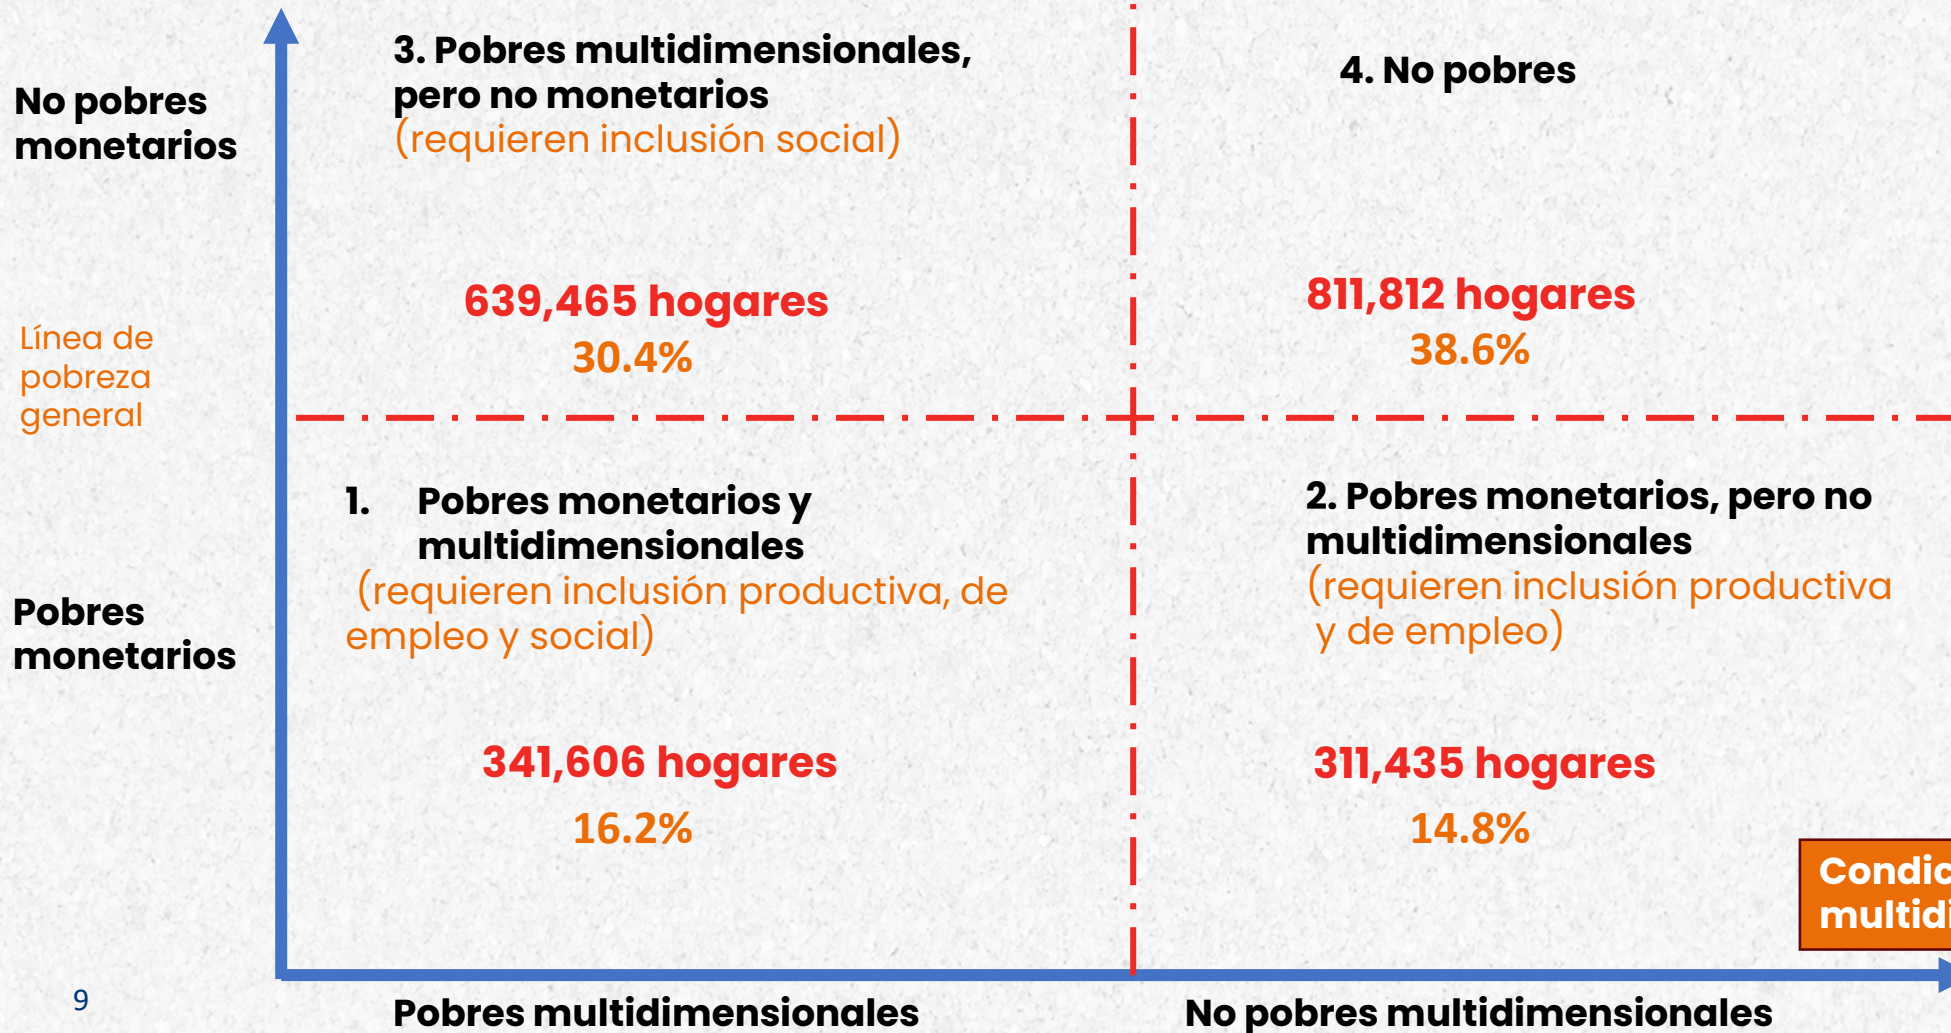 No pobres
monetarios
3. Pobres multidimensionales,
pero no monetarios
(requieren inclusión social)
639,465 hogares
30.4%
4. No pobres
811,812 hogares
38.6%
Línea de
pobreza
general
Pobres
monetarios
1. Pobres monetarios y
multidimensionales
(requieren inclusión productiva, de
empleo y social)
341,606 hogares
16.2%
2. Pobres monetarios, pero no
multidimensionales
(requieren inclusión productiva
y de empleo)
311,435 hogares
14.8%
Pobres multidimensionales
No pobres multidimensionales
9